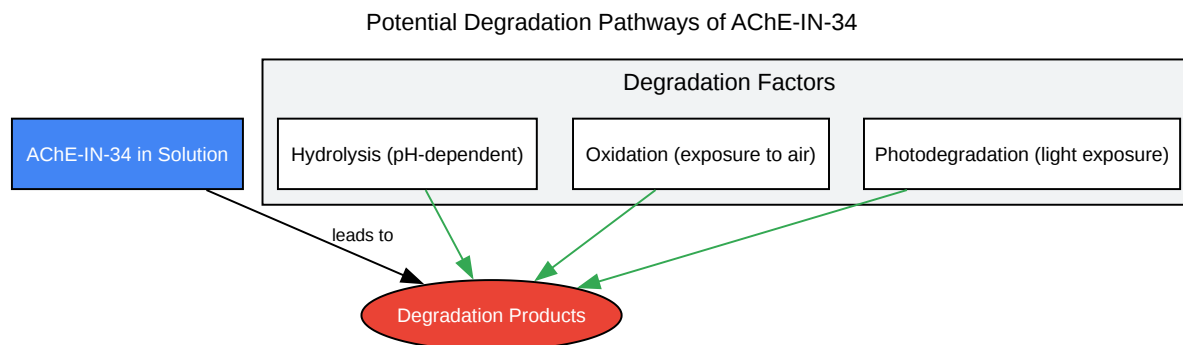 Potential Degradation Pathways of AChE-IN-34
Degradation Factors
AChE-IN-34 in Solution
Hydrolysis (pH-dependent)
Oxidation (exposure to air)
Photodegradation (light exposure)
leads to
Degradation Products